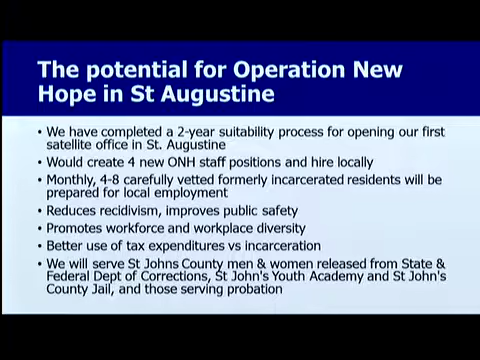 The potential for Operation New
Hope in St Augustine
• We have completed a 2-year suitability process for opening our first
satellite office in St. Augustine
• Would create 4 new ONH staff positions and hire locally
• Monthly, 4-8 carefully vetted formerly incarcerated residents will be
prepared for local employment
• Reduces recidivism, improves public safety
• Promotes workforce and workplace diversity
• Better use of tax expenditures vs incarceration
• We will serve St Johns County men & women released from State &
Federal Dept of Corrections, St John's Youth Academy and St John's
County Jail, and those serving probation